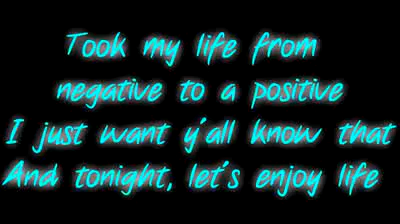 Took my life from
negative to a positive
I just want y'all know that
And tonight, let's enjoy life